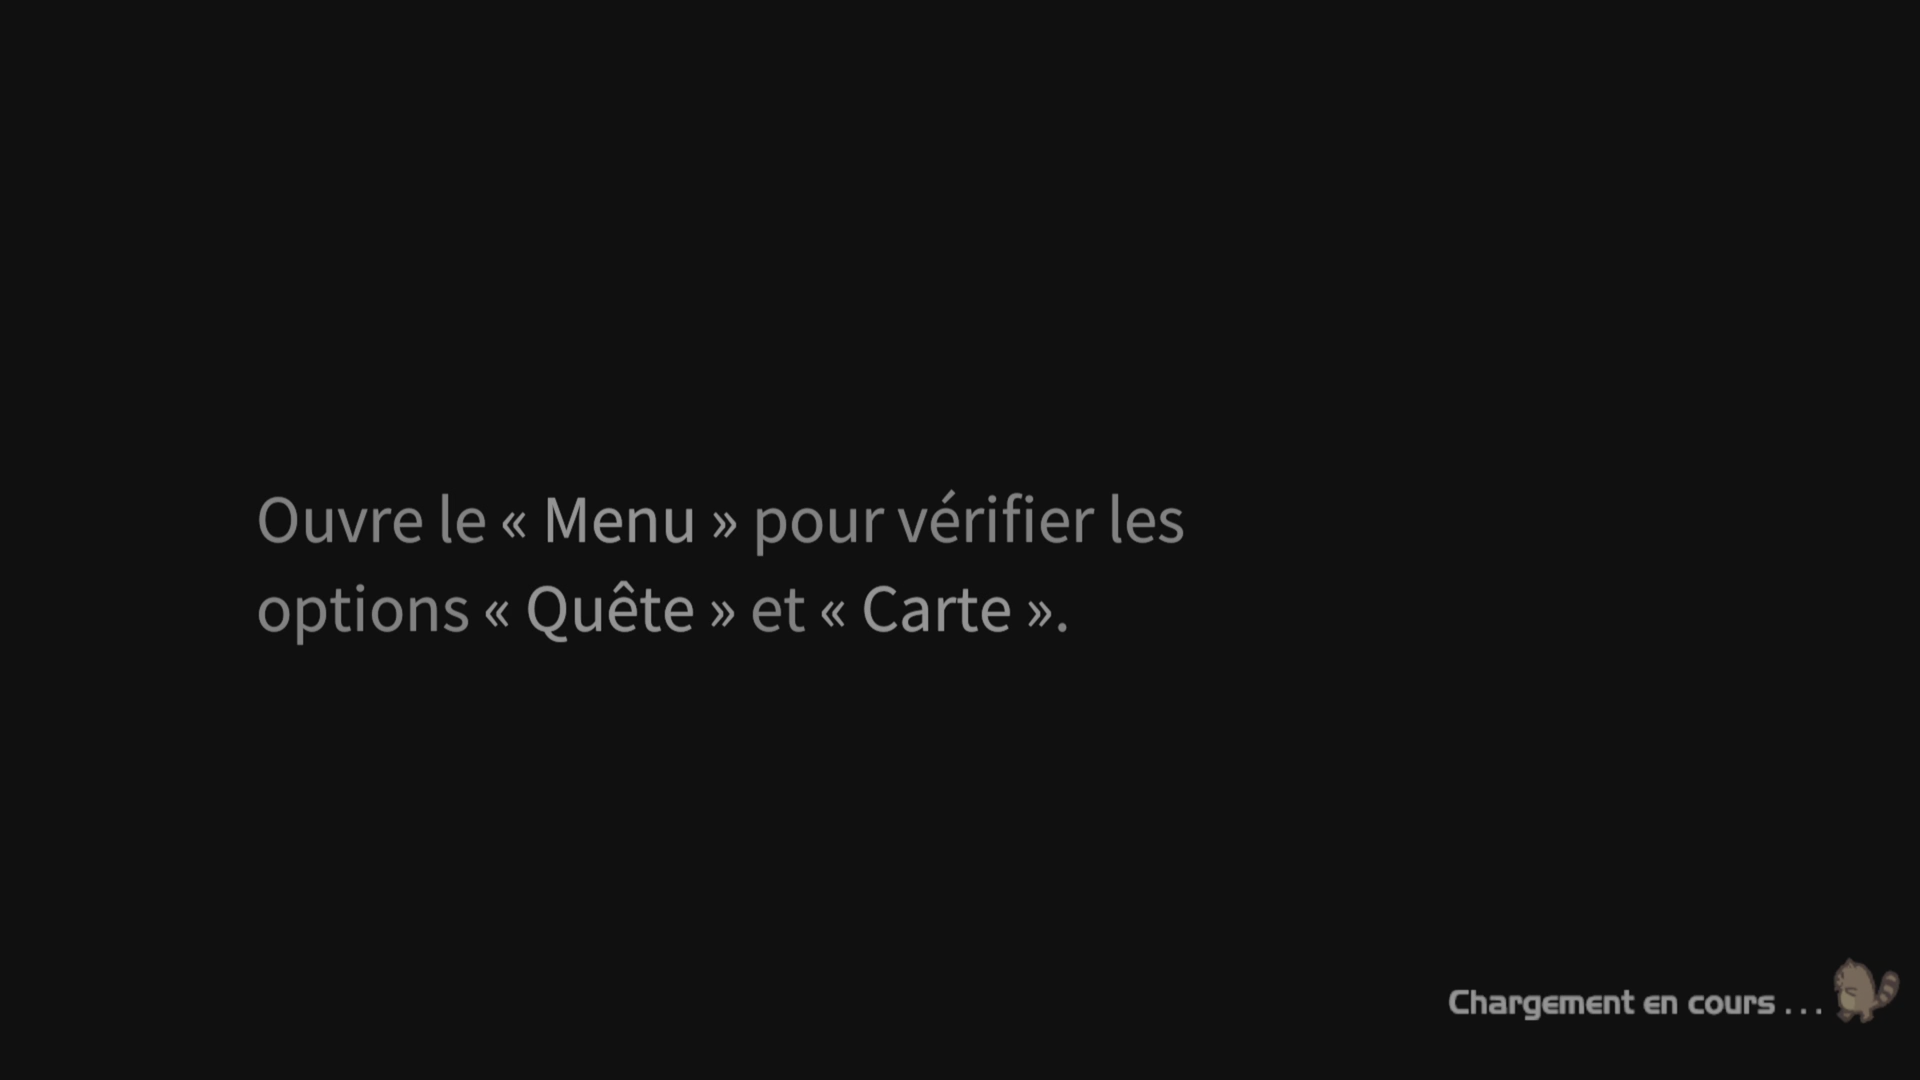 Ouvre le « Menu » pour vérifier les
options « Quête » et « Carte ».
Chargement en cours . . .